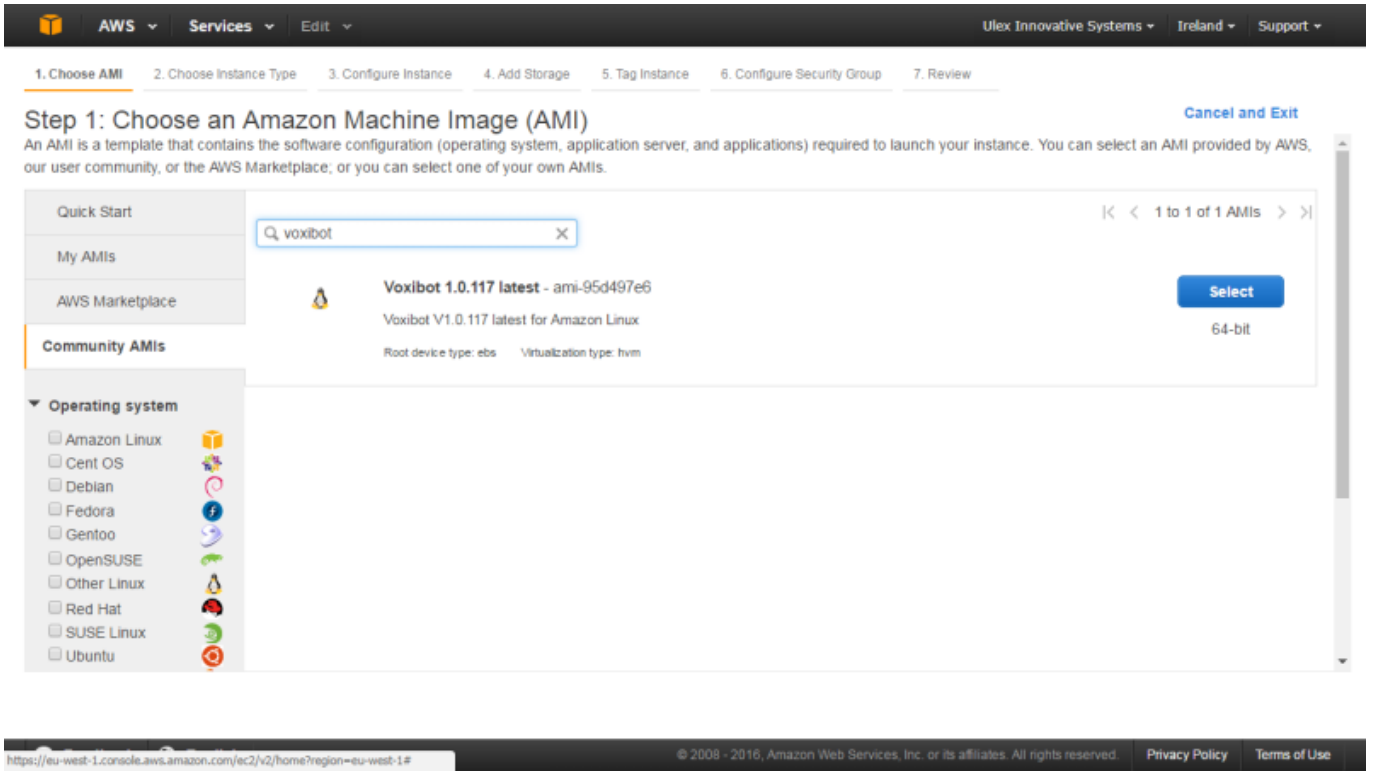 AWS Services Edit Ulex Innovative Systems Ireland Support
1. Choose AMI 2. Choose Instance Type 3. Configure Instance 4. Add Storage 5. Tag Instance 6. Configure Security Group 7. Review
Step 1: Choose an Amazon Machine Image (AMI)
Cancel and Exit
An AMI is a template that contains the software configuration (operating system, application server, and applications) required to launch your instance. You can select an AMI provided by AWS,
our user community, or the AWS Marketplace; or you can select one of your own AMIs.
Quick Start
My AMIs
AWS Marketplace
Community AMIs
Operating system
Amazon Linux
Cent OS
Debian
Fedora
Gentoo
OpenSUSE
Other Linux
Red Hat
SUSE Linux
Ubuntu
1 to 1 of 1 AMIs
voxibot
Voxibot 1.0.117 latest - ami-95d497e6
Voxibot V1.0.117 latest for Amazon Linux
Root device type: ebs Virtualization type: hvm
Select
64-bit
https://eu-west-1.console.aws.amazon.com/ec2/v2/home?region=eu-west-1#
© 2008 - 2016, Amazon Web Services, Inc. or its affiliates. All rights reserved. Privacy Policy Terms of Use